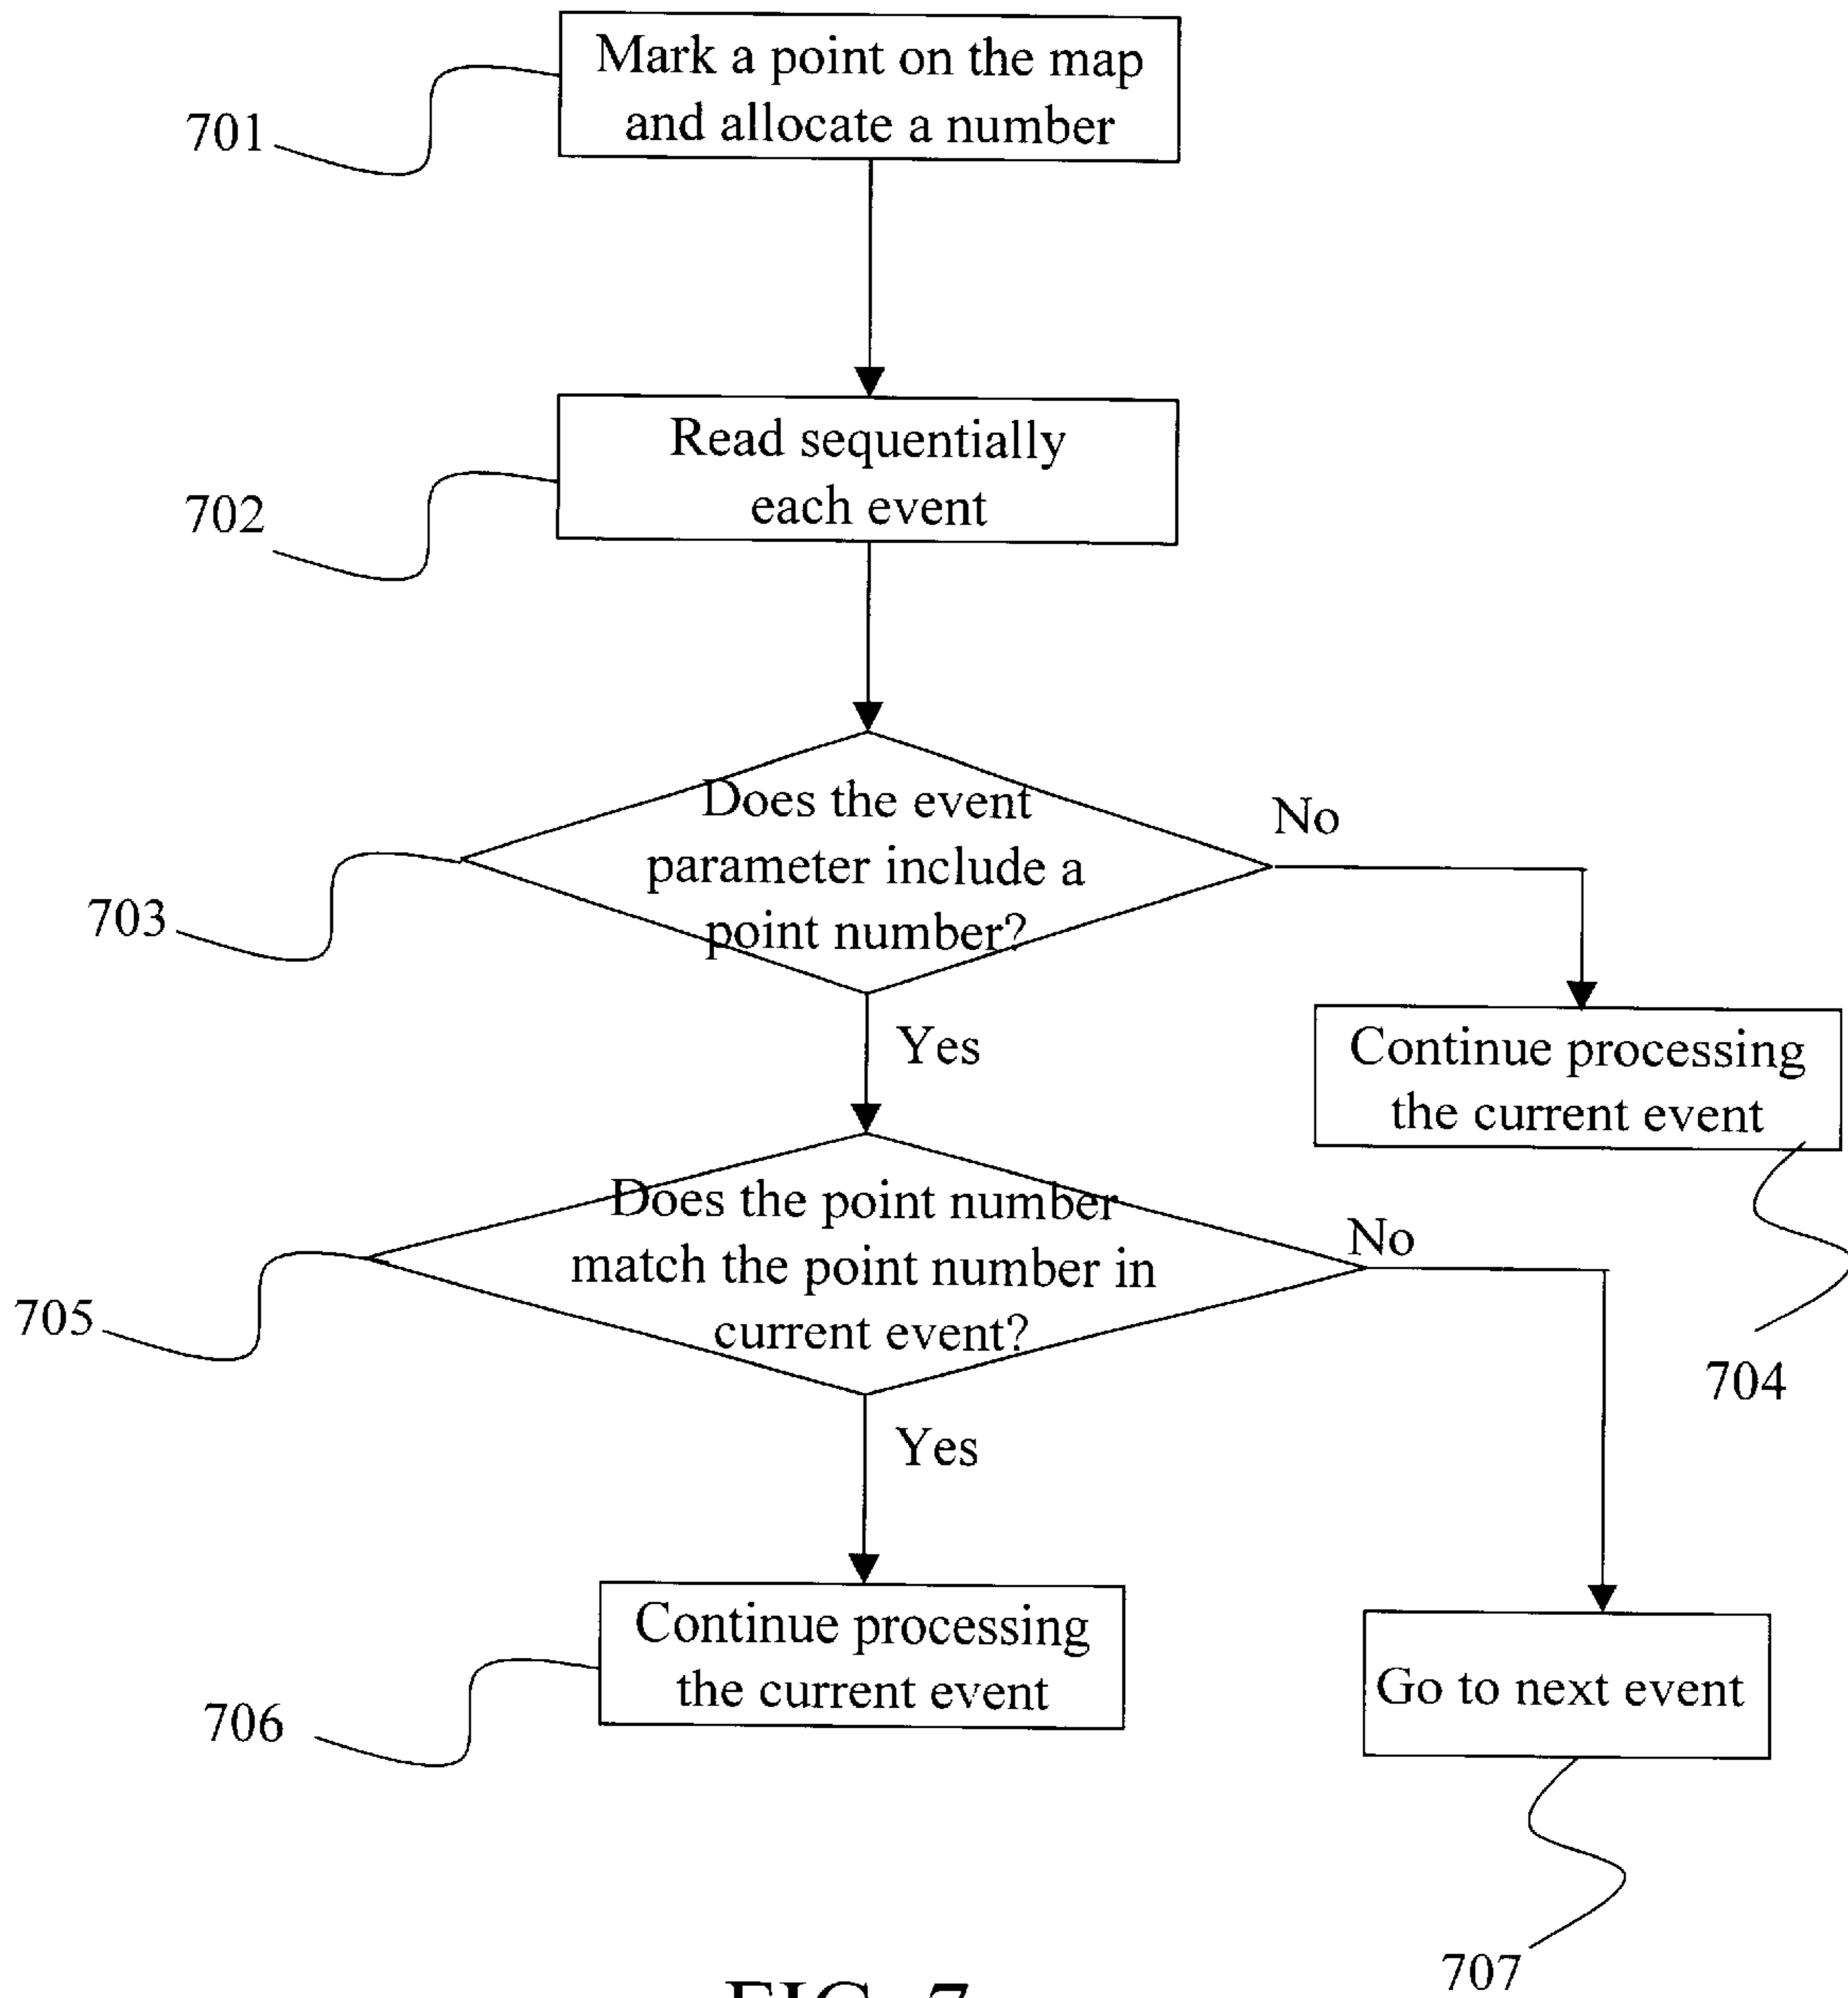 Mark a point on the map
and allocate a number
701
Read sequentially
each event
702
Does the event
parameter include a
point number?
No
703
Yes
Continue processing
the current event
704
Does the point number
match the point number in
current event?
No
705
Yes
Continue processing
the current event
706
Go to next event
707
FIG. 7